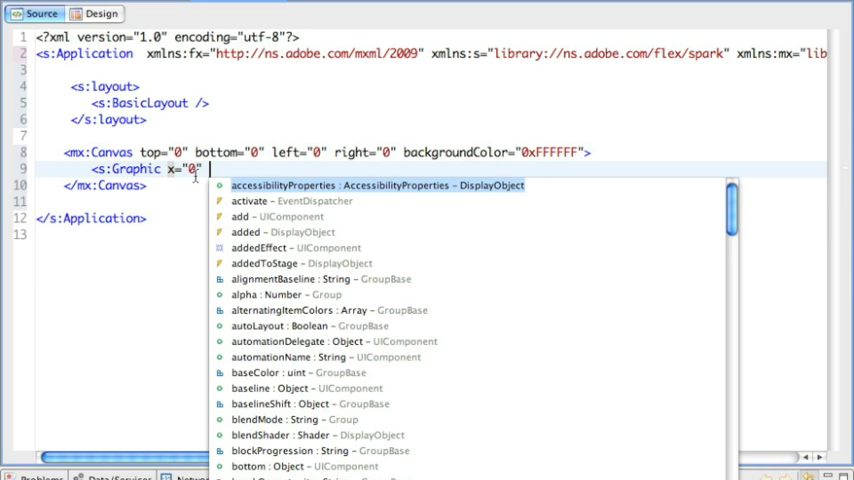 Source Design
1 <?xml version="1.0" encoding="utf-8"?>
2 <s:Application xmlns:fx="http://ns.adobe.com/mxml/2009" xmlns:s="library://ns.adobe.com/flex/spark" xmlns:mx="lib
3
4 <s:layout>
5 <s:BasicLayout />
6 </s:layout>
7
8 <mx:Canvas top="0" bottom="0" left="0" right="0" backgroundColor="0xFFFFFF">
9 <s:Graphic x="0"
10 </mx:Canvas>
11
12 </s:Application>
13
accessibilityProperties : AccessibilityProperties – DisplayObject
activate – EventDispatcher
add – UIComponent
added – DisplayObject
addedEffect – UIComponent
addedToStage – DisplayObject
alignmentBaseline : String – GroupBase
alpha : Number – Group
alternatingItemColors : Array – GroupBase
autoLayout : Boolean – GroupBase
automationDelegate : Object – UIComponent
automationName : String – UIComponent
baseColor : uint – GroupBase
baseline : Object – UIComponent
baselineShift : Object – GroupBase
blendMode : String – Group
blendShader : Shader – DisplayObject
blockProgression : String – GroupBase
bottom : Object – UIComponent
Problems Data/Services